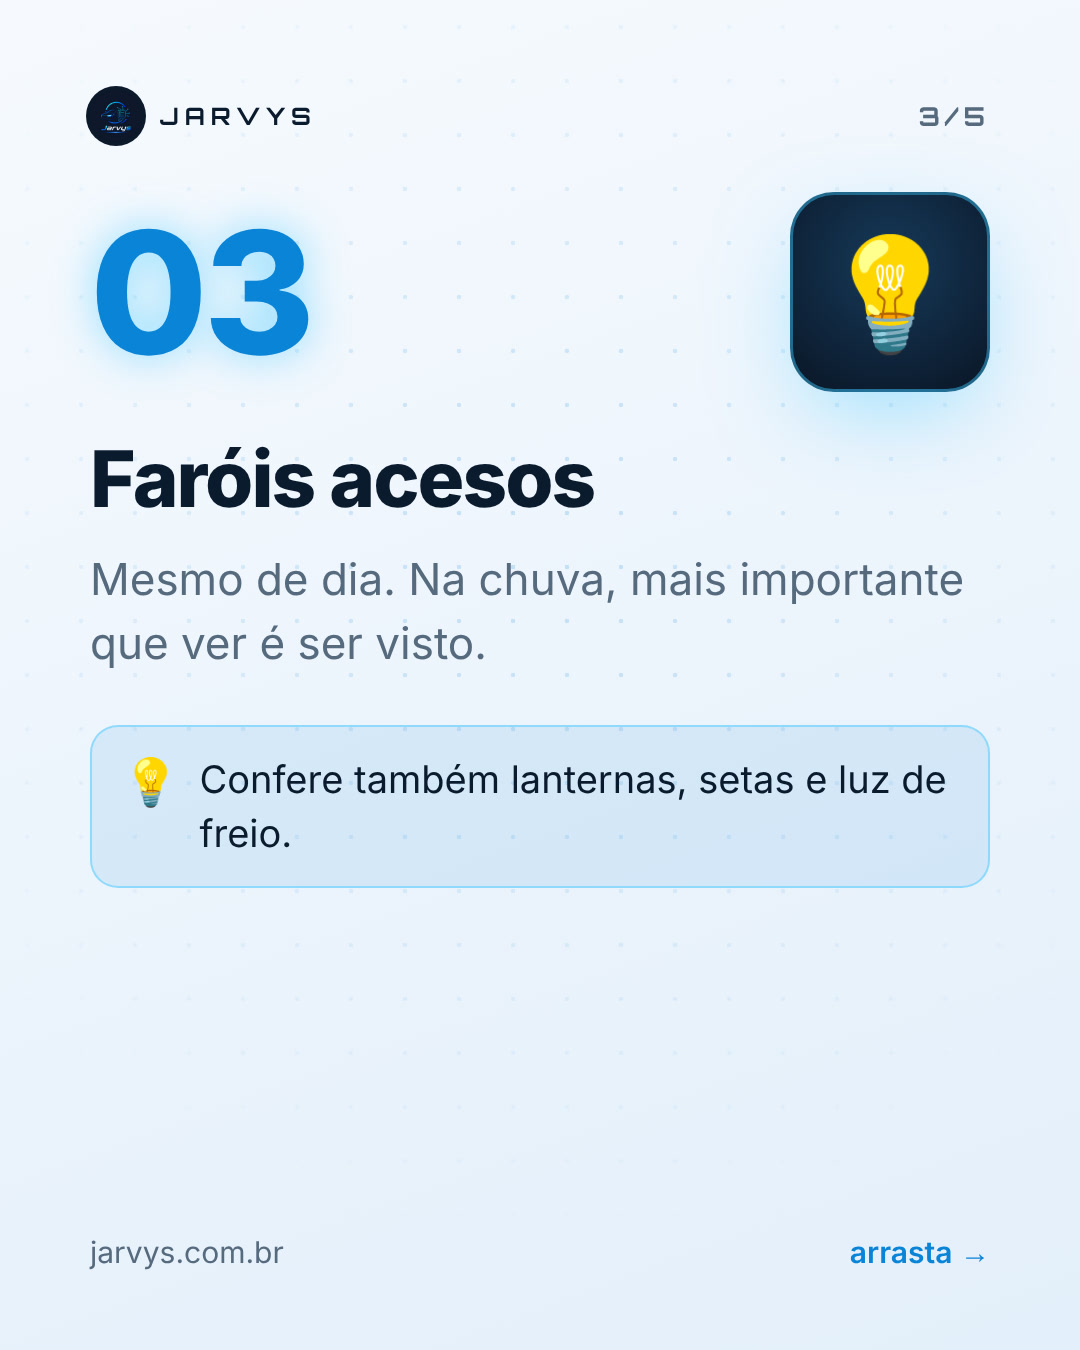 Jarvys
JARVYS
3/5
03
Faróis acesos
Mesmo de dia. Na chuva, mais importante
que ver é ser visto.
Confere também lanternas, setas e luz de
freio.
jarvys.com.br
arrasta →